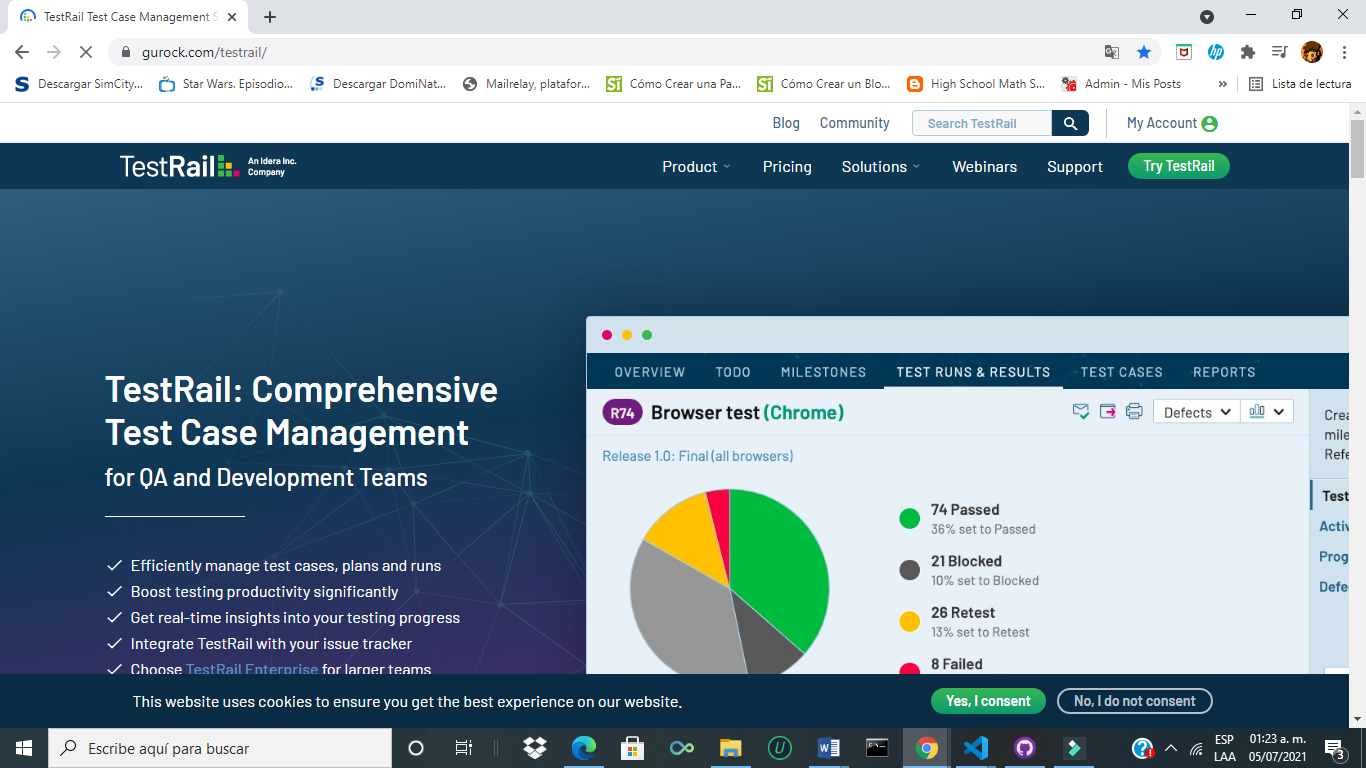 TestRail Test Case Management S
gurock.com/testrail/
Descargar SimCity...
Star Wars. Episodio...
Descargar DomiNat...
Mailrelay, platafor...
Cómo Crear una Pa...
Cómo Crear un Blo...
High School Math S...
Admin - Mis Posts
»
Lista de lectura
Blog
Community
Search TestRail
My Account
TestRail
An Idera Inc.
Company
Product
Pricing
Solutions
Webinars
Support
Try TestRail
TestRail: Comprehensive
Test Case Management
for QA and Development Teams
Efficiently manage test cases, plans and runs
Boost testing productivity significantly
Get real-time insights into your testing progress
Integrate TestRail with your issue tracker
Choose TestRail Enterprise for larger teams
OVERVIEW
TODO
MILESTONES
TEST RUNS & RESULTS
TEST CASES
REPORTS
R74
Browser test (Chrome)
Defects
Release 1.0: Final (all browsers)
74 Passed
36% set to Passed
21 Blocked
10% set to Blocked
26 Retest
13% set to Retest
8 Failed
Crea
mile
Refe
Test
Activ
Prog
Defe
This website uses cookies to ensure you get the best experience on our website.
Yes, I consent
No, I do not consent
Escribe aquí para buscar
ESP
LAA
01:23 a. m.
05/07/2021
3